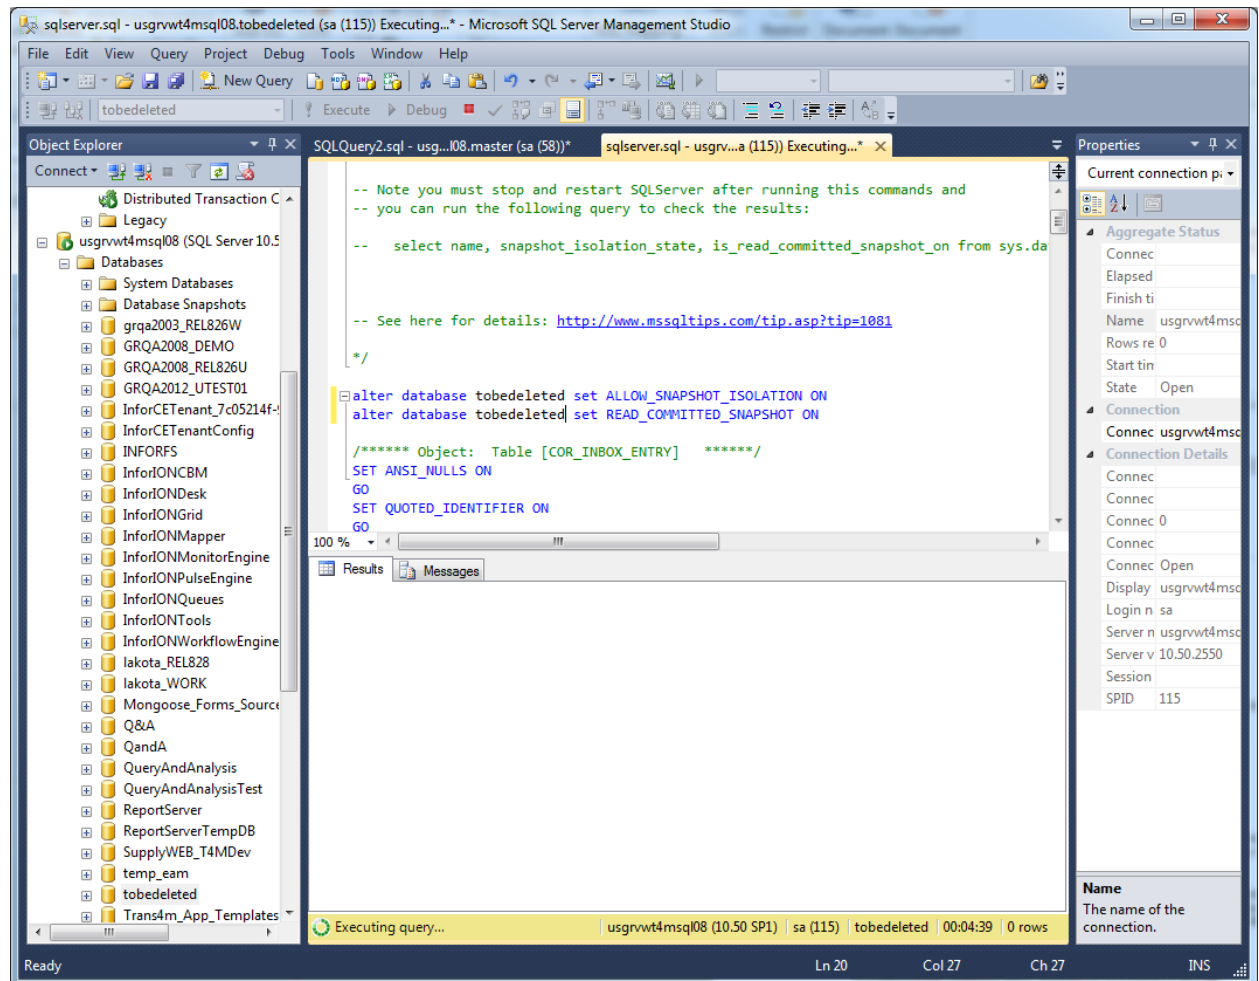 sqlserver.sql - usgrvwt4msql08.tobedeleted (sa (115)) Executing...* - Microsoft SQL Server Management Studio
File Edit View Query Project Debug Tools Window Help
New Query
tobedeleted
Execute Debug
Object Explorer
Connect
Distributed Transaction C
Legacy
usgrvwt4msql08 (SQL Server 10.5
Databases
System Databases
Database Snapshots
grqa2003_REL826W
GRQA2008_DEMO
GRQA2008_REL826U
GRQA2012_UTEST01
InforCETenant_7c05214f-
InforCETenantConfig
INFORFS
InforIONCBM
InforIONDesk
InforIONGrid
InforIONMapper
InforIONMonitorEngine
InforIONPulseEngine
InforIONQueues
InforIONTools
InforIONWorkflowEngine
lakota_REL828
lakota_WORK
Mongoose_Forms_Source
Q&A
QandA
QueryAndAnalysis
QueryAndAnalysisTest
ReportServer
ReportServerTempDB
SupplyWEB_T4MDev
temp_eam
tobedeleted
Trans4m_App_Templates
SQLQuery2.sql - usg...l08.master (sa (58))*
sqlserver.sql - usgrv...a (115)) Executing...*
-- Note you must stop and restart SQLServer after running this commands and
-- you can run the following query to check the results:
-- select name, snapshot_isolation_state, is_read_committed_snapshot_on from sys.da
-- See here for details: http://www.mssqltips.com/tip.asp?tip=1081
*/
alter database tobedeleted set ALLOW_SNAPSHOT_ISOLATION ON
alter database tobedeleted set READ_COMMITTED_SNAPSHOT ON
/****** Object: Table [COR_INBOX_ENTRY] ******/
SET ANSI_NULLS ON
GO
SET QUOTED_IDENTIFIER ON
GO
100 %
Results Messages
Executing query...
usgrvwt4msql08 (10.50 SP1) sa (115) tobedeleted 00:04:39 0 rows
Properties
Current connection pa
Aggregate Status
Connec
Elapsed
Finish ti
Name usgrvwt4msq
Rows re 0
Start tim
State Open
Connection
Connec usgrvwt4msq
Connection Details
Connec
Connec
Connec 0
Connec
Connec Open
Display usgrvwt4msq
Login n sa
Server n usgrvwt4msq
Server v 10.50.2550
Session
SPID 115
Name
The name of the
connection.
Ready
Ln 20 Col 27 Ch 27 INS